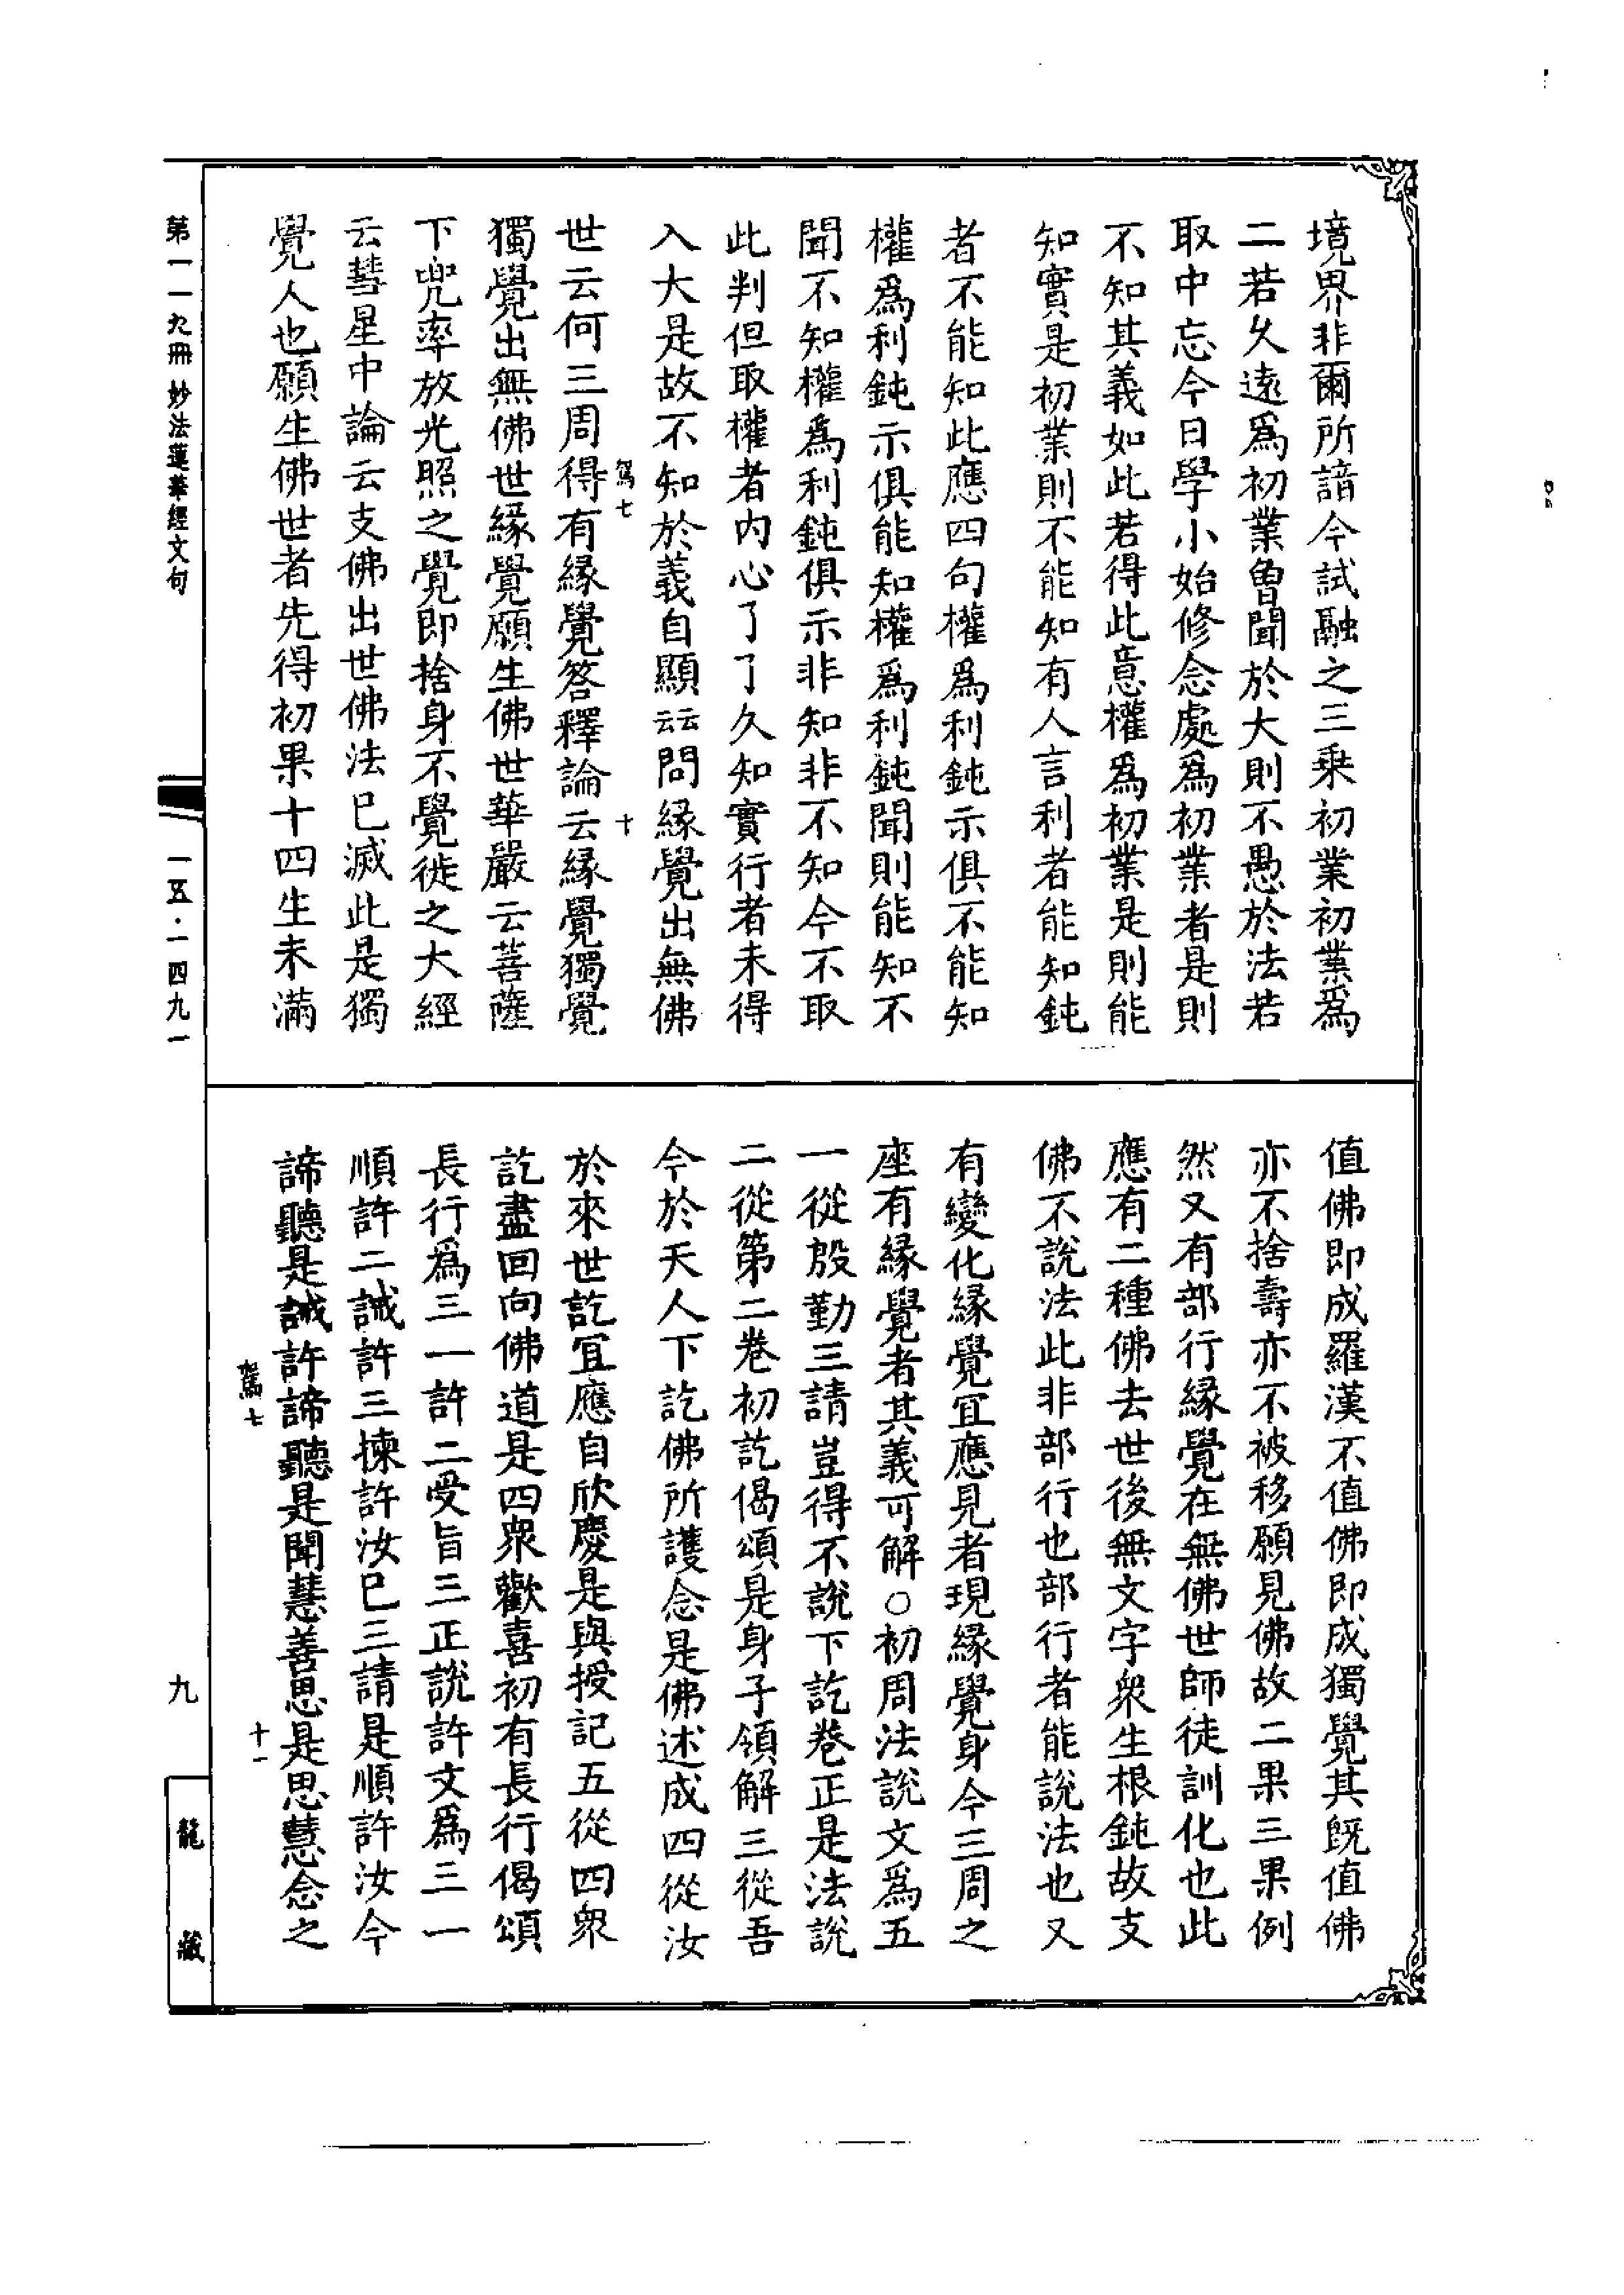 境界非爾所諳今試融之三乘初業初業爲
二若久遠爲初業曾聞於大則不愚於法若
取中忘今日學小始修念處爲初業者是則
不知其義如此若得此意權爲初業是則能
知實是初業則不能知有人言利者能知鈍
者不能知此應四句權爲利鈍示俱不能知
權爲利鈍示俱能知權爲利鈍聞則能知不
聞不知權爲利鈍俱示非知非不知今不取
此判但取權者內心了了久知實行者未得
入大是故不知於義自顯云云問緣覺出無佛
世云何三周得有緣覺答釋論云緣覺獨覺
獨覺出無佛世緣覺願生佛世華嚴云菩薩
下兜率放光照之覺即捨身不覺徙之大經
云彗星中論云支佛出世佛法已滅此是獨
覺人也願生佛世者先得初果十四生未滿
駕七
十
值佛即成羅漢不值佛即成獨覺其既值佛
亦不捨壽亦不被移願見佛故二果三果例
然又有部行緣覺在無佛世師徒訓化也此
應有二種佛去世後無文字衆生根鈍故支
佛不說法此非部行也部行者能說法也又
有變化緣覺宜應見者現緣覺身今三周之
座有緣覺者其義可解○初周法說文爲五
一從殷勤三請豈得不說下訖卷正是法說
二從第二卷初訖偈頌是身子領解三從吾
今於天人下訖佛所護念是佛述成四從汝
於來世訖宜應自欣慶是與授記五從四衆
訖盡回向佛道是四衆歡喜初有長行偈頌
長行爲三一許二受旨三正說許文爲三一
順許二誡許三揀許汝已三請是順許汝今
諦聽是誡許諦聽是聞慧善思是思慧念之
駕七
十一
第一一九冊 妙法蓮華經文句
一五·一四九一
九
龍藏